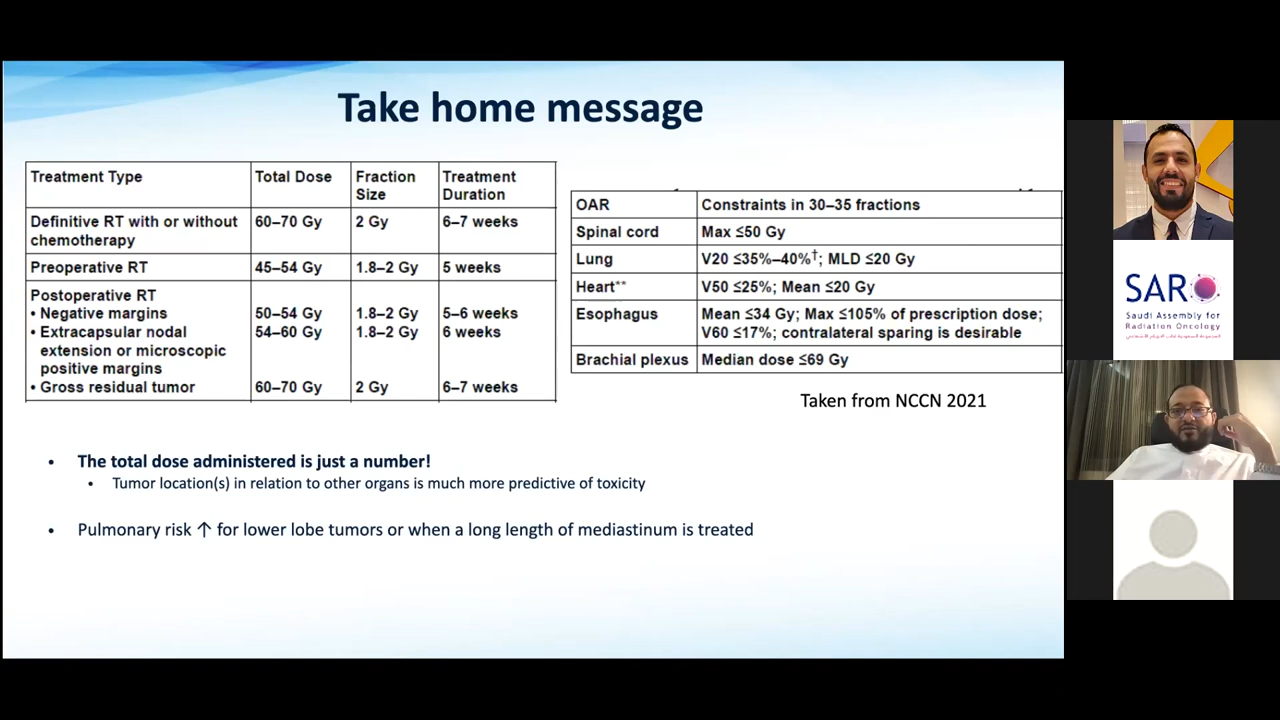 Take home message
Treatment Type Total Dose Fraction Size Treatment Duration
Definitive RT with or without chemotherapy 60–70 Gy 2 Gy 6–7 weeks
Preoperative RT 45–54 Gy 1.8–2 Gy 5 weeks
Postoperative RT
• Negative margins 50–54 Gy 1.8–2 Gy 5–6 weeks
• Extracapsular nodal extension or microscopic positive margins 54–60 Gy 1.8–2 Gy 6 weeks
• Gross residual tumor 60–70 Gy 2 Gy 6–7 weeks
OAR Constraints in 30–35 fractions
Spinal cord Max ≤50 Gy
Lung V20 ≤35%–40%†; MLD ≤20 Gy
Heart** V50 ≤25%; Mean ≤20 Gy
Esophagus Mean ≤34 Gy; Max ≤105% of prescription dose;
V60 ≤17%; contralateral sparing is desirable
Brachial plexus Median dose ≤69 Gy
Taken from NCCN 2021
• The total dose administered is just a number!
• Tumor location(s) in relation to other organs is much more predictive of toxicity
• Pulmonary risk ↑ for lower lobe tumors or when a long length of mediastinum is treated
SARO
Saudi Assembly for
Radiation Oncology